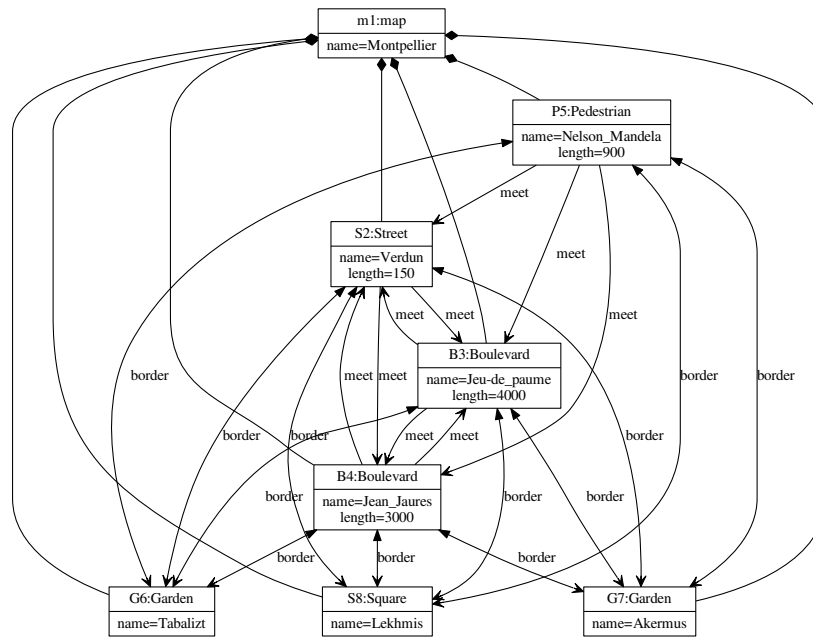 m1:map
name=Montpellier
P5:Pedestrian
name=Nelson_Mandela
length=900
meet
S2:Street
name=Verdun
length=150
meet
meet
meet
meet
B3:Boulevard
name=Jeu-de_paume
length=4000
border
meet
meet
border
border
border
border
border
meet
meet
B4:Boulevard
name=Jean_Jaures
length=3000
border
border
border
border
border
border
G6:Garden
name=Tabalizt
S8:Square
name=Lekhmis
G7:Garden
name=Akermus